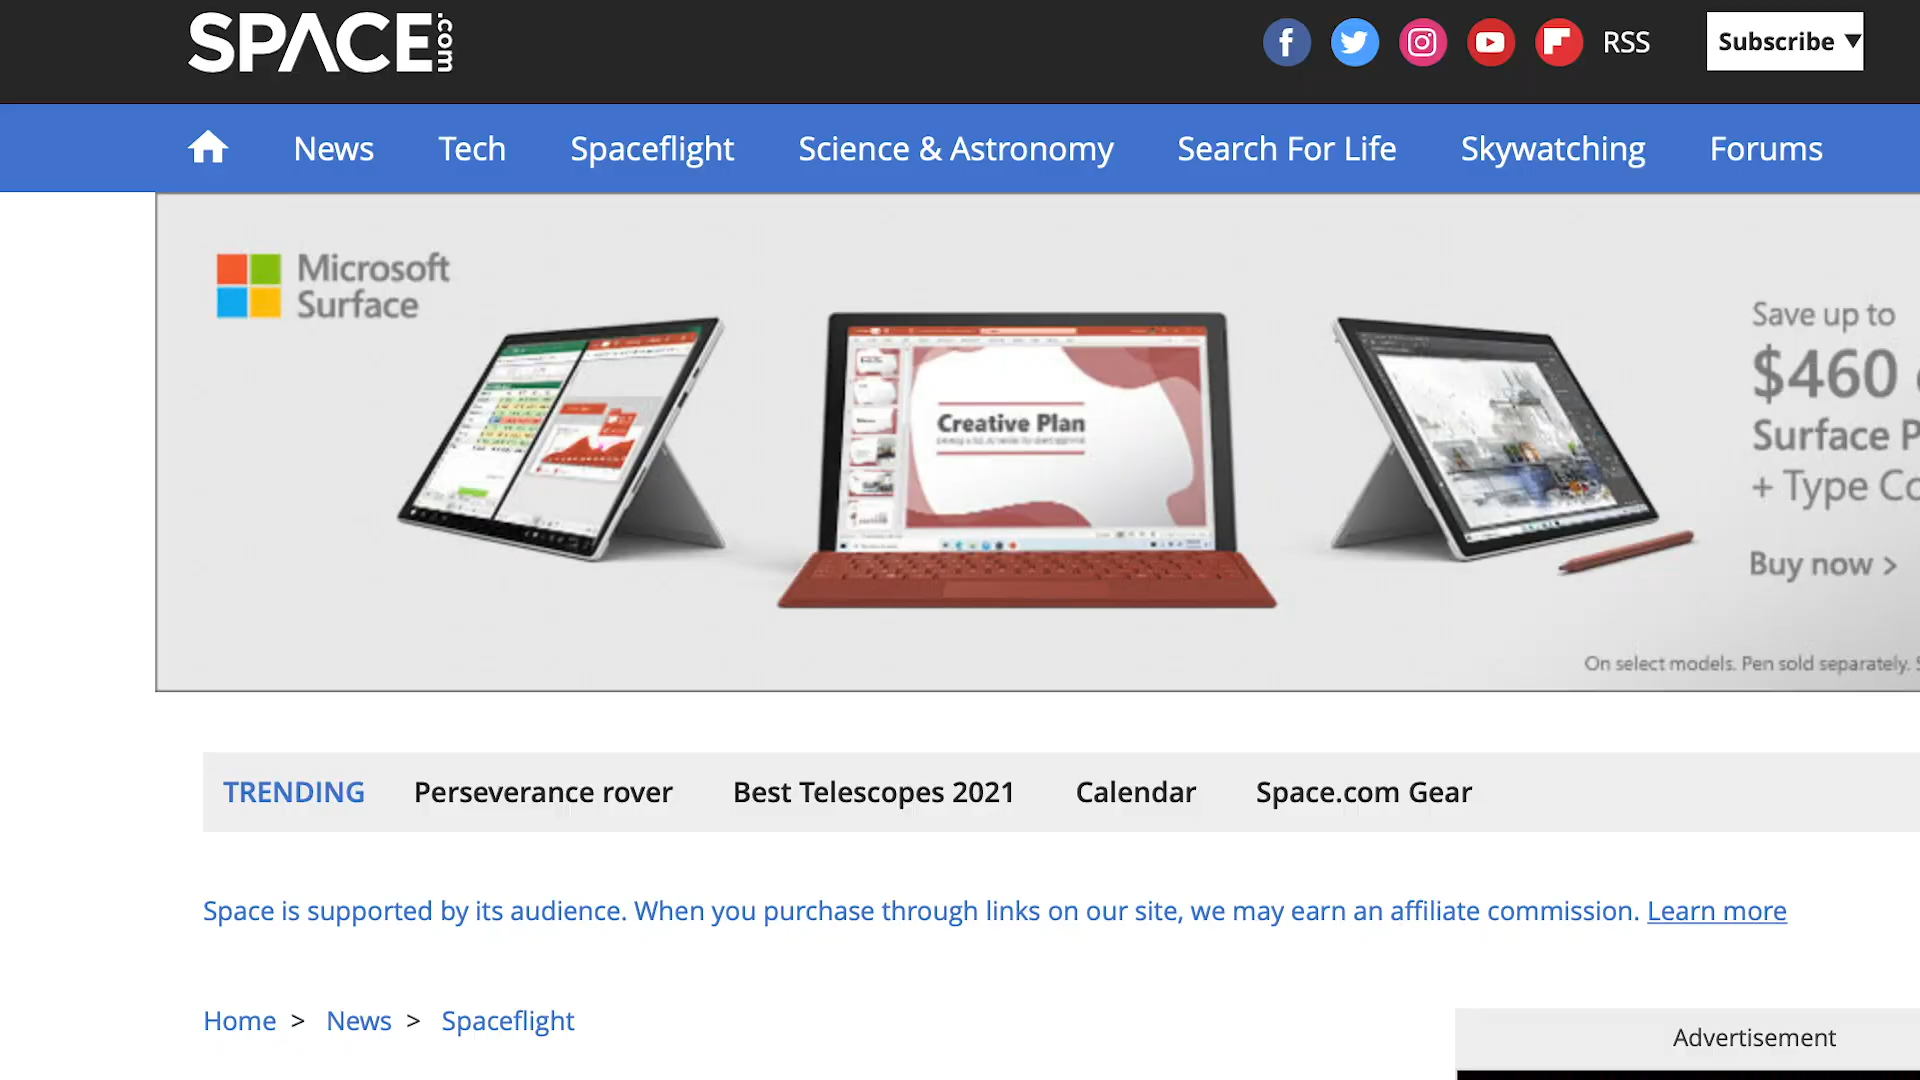 SPACE.com
RSS
Subscribe ▼
News
Tech
Spaceflight
Science & Astronomy
Search For Life
Skywatching
Forums
Microsoft
Surface
Creative Plan
Save up to
$460
Surface
+ Type
Buy now >
On select models. Pen sold separately.
TRENDING
Perseverance rover
Best Telescopes 2021
Calendar
Space.com Gear
Space is supported by its audience. When you purchase through links on our site, we may earn an affiliate commission. Learn more
Home > News > Spaceflight
Advertisement